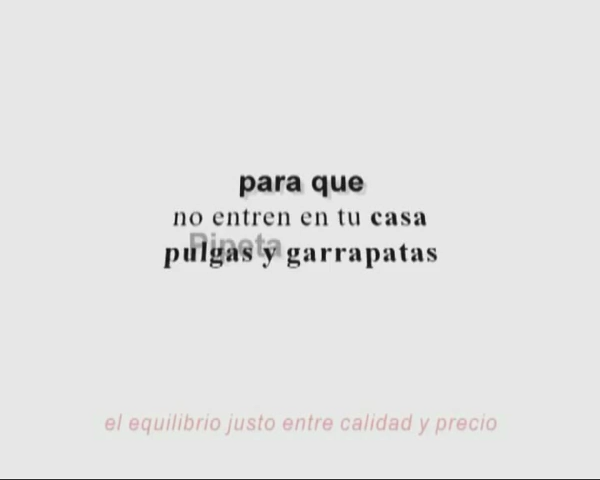 para que
no entren en tu casa
Pipeta
pulgas y garrapatas
el equilibrio justo entre calidad y precio